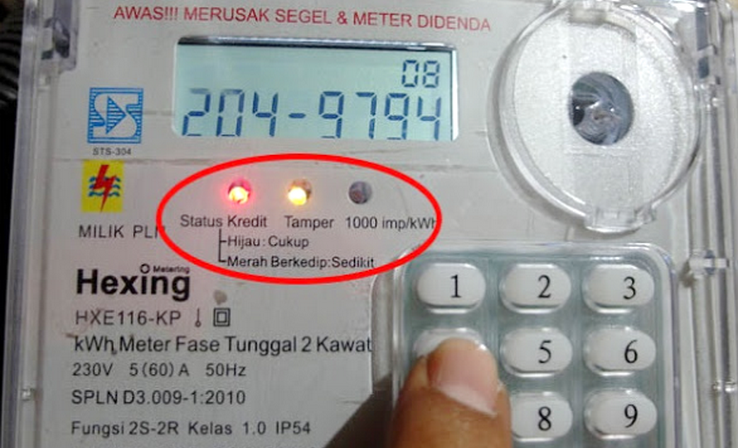 AWAS!!! MERUSAK SEGEL & METER DIDENDA
08
204-9794
STS
STS-304
MILIK PLN
Status Kredit Tamper 1000 imp/kWh
Hijau:Cukup
Merah Berkedip:Sedikit
Metering
Hexing
HXE116-KP
kWh Meter Fase Tunggal 2 Kawat
230V 5(60)A 50Hz
SPLN D3.009-1:2010
Fungsi 2S-2R Kelas 1.0 IP54
1 2 3
5 6
8 9